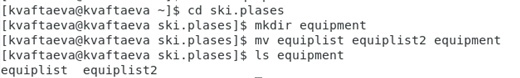 [kvaftaeva@kvaftaeva ~]$ cd ski.plases
[kvaftaeva@kvaftaeva ski.plases]$ mkdir equipment
[kvaftaeva@kvaftaeva ski.plases]$ mv equiplist equiplist2 equipment
[kvaftaeva@kvaftaeva ski.plases]$ ls equipment
equiplist  equiplist2